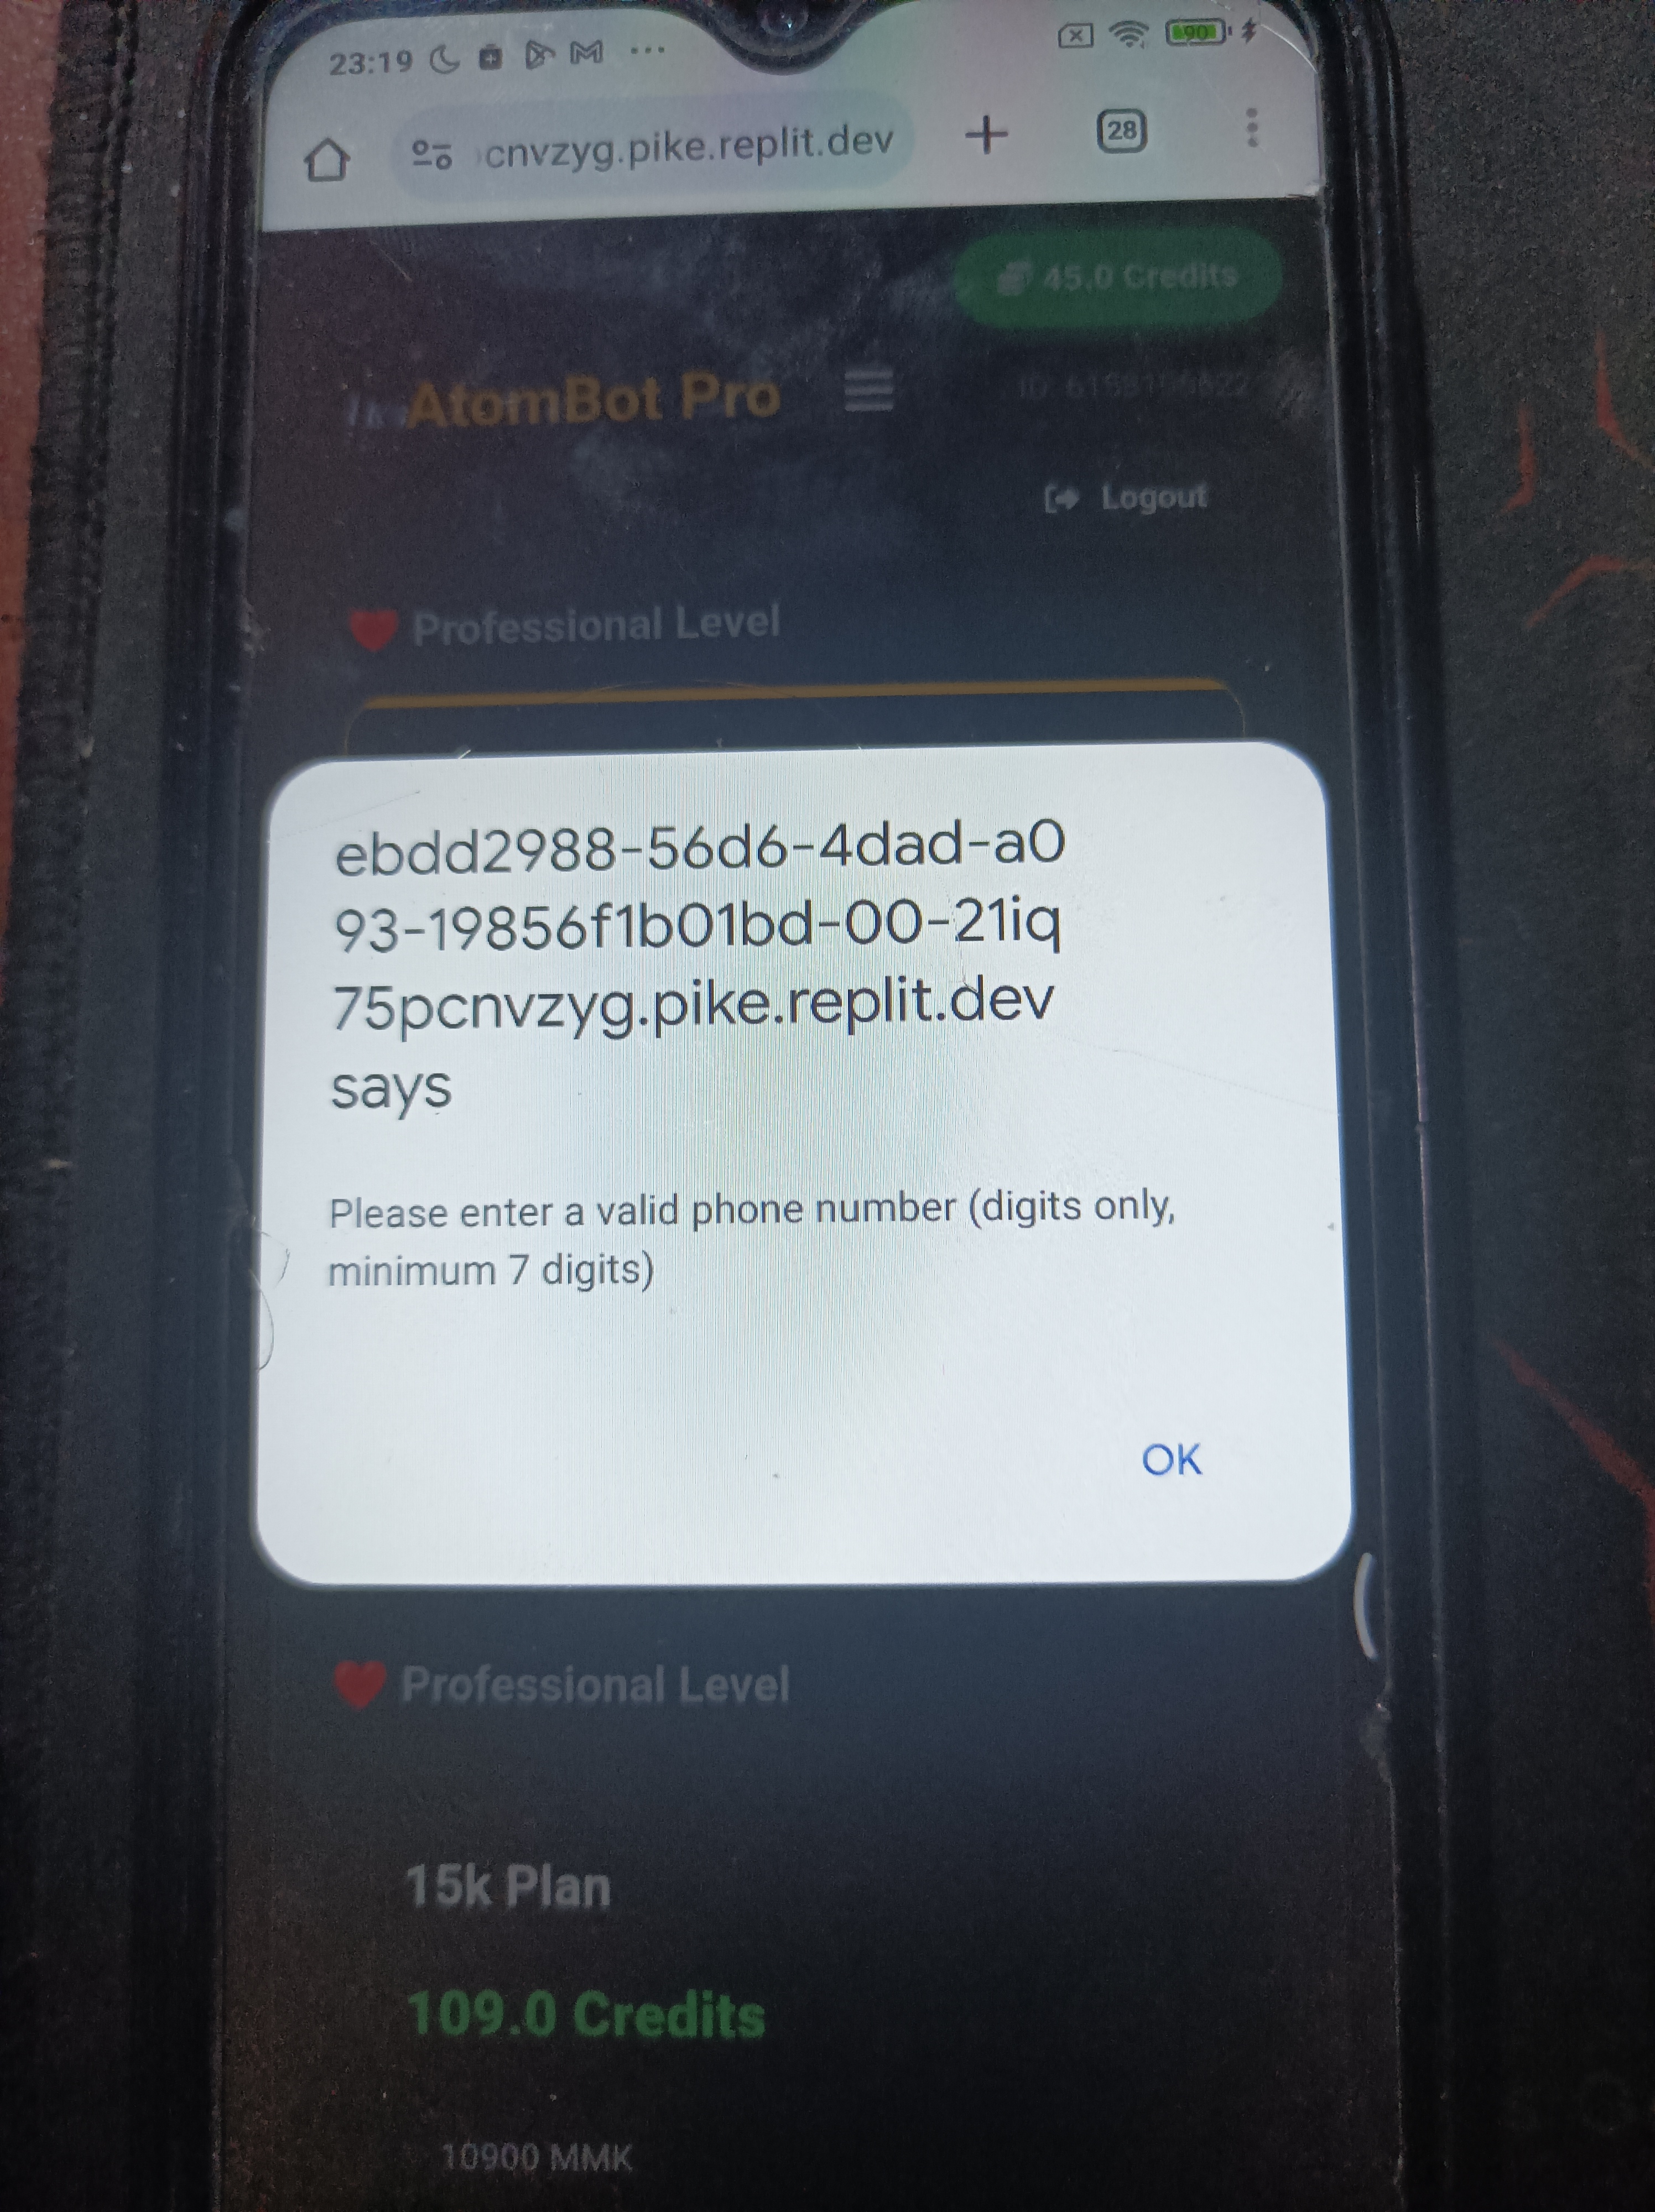 23:19
90
cnvzyg.pike.replit.dev
28
45.0 Credits
AtomBot Pro
Logout
Professional Level
ebdd2988-56d6-4dad-a0
93-19856f1b01bd-00-21iq
75pcnvzyg.pike.replit.dev
says
Please enter a valid phone number (digits only,
minimum 7 digits)
OK
Professional Level
15k Plan
109.0 Credits
10900 MMK